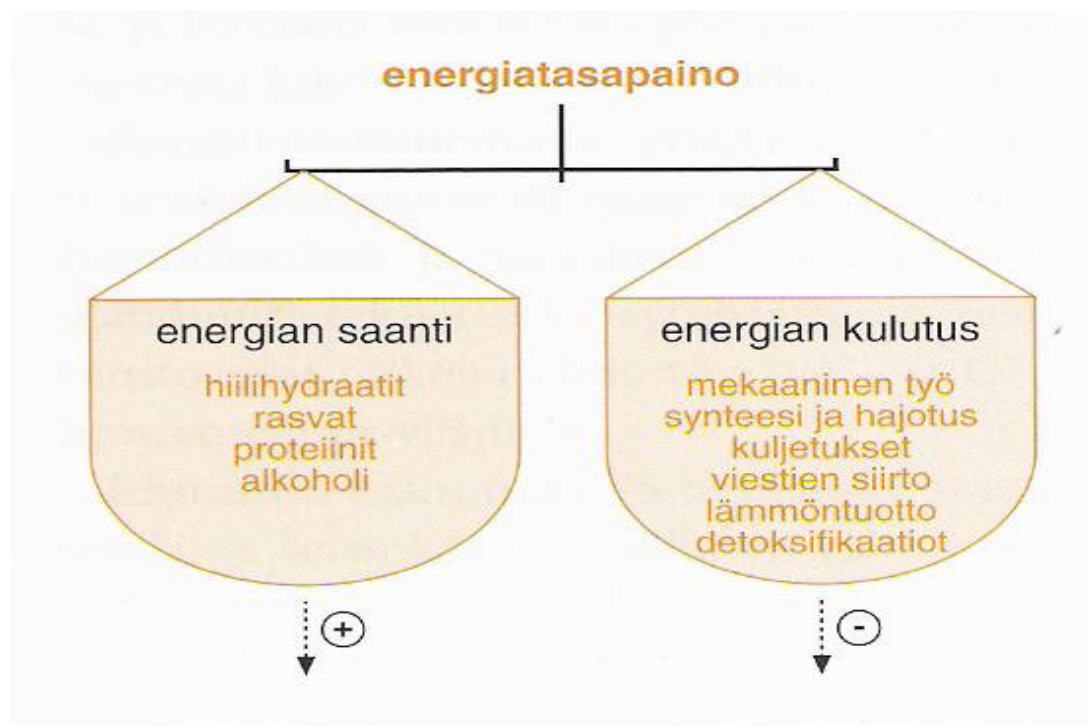 energiatasapaino
energian saanti
hiilihydraatit
rasvat
proteiinit
alkoholi
+
energian kulutus
mekaaninen työ
synteesi ja hajotus
kuljetukset
viestien siirto
lämmöntuotto
detoksifikaatiot
-